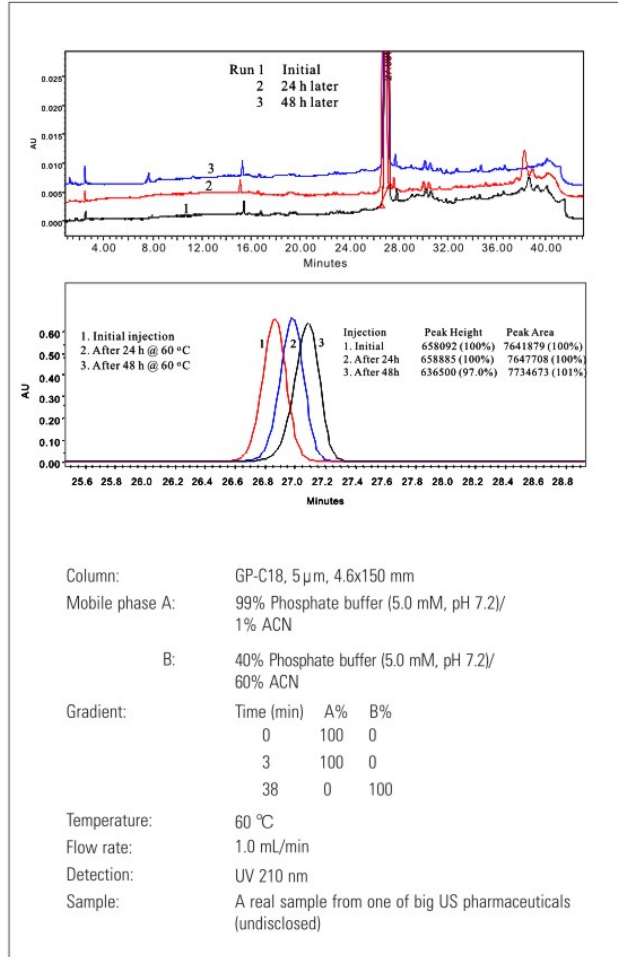 Run 1 Initial
2 24 h later
3 48 h later
0.025
0.020
0.015
0.010
0.005
0.000
AU
3
2
1
4.00 8.00 12.00 16.00 20.00 24.00 28.00 32.00 36.00 40.00
Minutes
1. Initial injection
2. After 24 h @ 60 °C
3. After 48 h @ 60 °C
1 2 3
Injection Peak Height Peak Area
1. Initial 658092 (100%) 7641879 (100%)
2. After 24h 658885 (100%) 7647708 (100%)
3. After 48h 636500 (97.0%) 7734673 (101%)
0.60
0.50
0.40
0.30
0.20
0.10
0.00
AU
25.6 25.8 26.0 26.2 26.4 26.6 26.8 27.0 27.2 27.4 27.6 27.8 28.0 28.2 28.4 28.6 28.8
Minutes
Column: GP-C18, 5μm, 4.6x150 mm
Mobile phase A: 99% Phosphate buffer (5.0 mM, pH 7.2)/
1% ACN
B: 40% Phosphate buffer (5.0 mM, pH 7.2)/
60% ACN
Gradient: Time (min) A% B%
0 100 0
3 100 0
38 0 100
Temperature: 60 °C
Flow rate: 1.0 mL/min
Detection: UV 210 nm
Sample: A real sample from one of big US pharmaceuticals
(undisclosed)